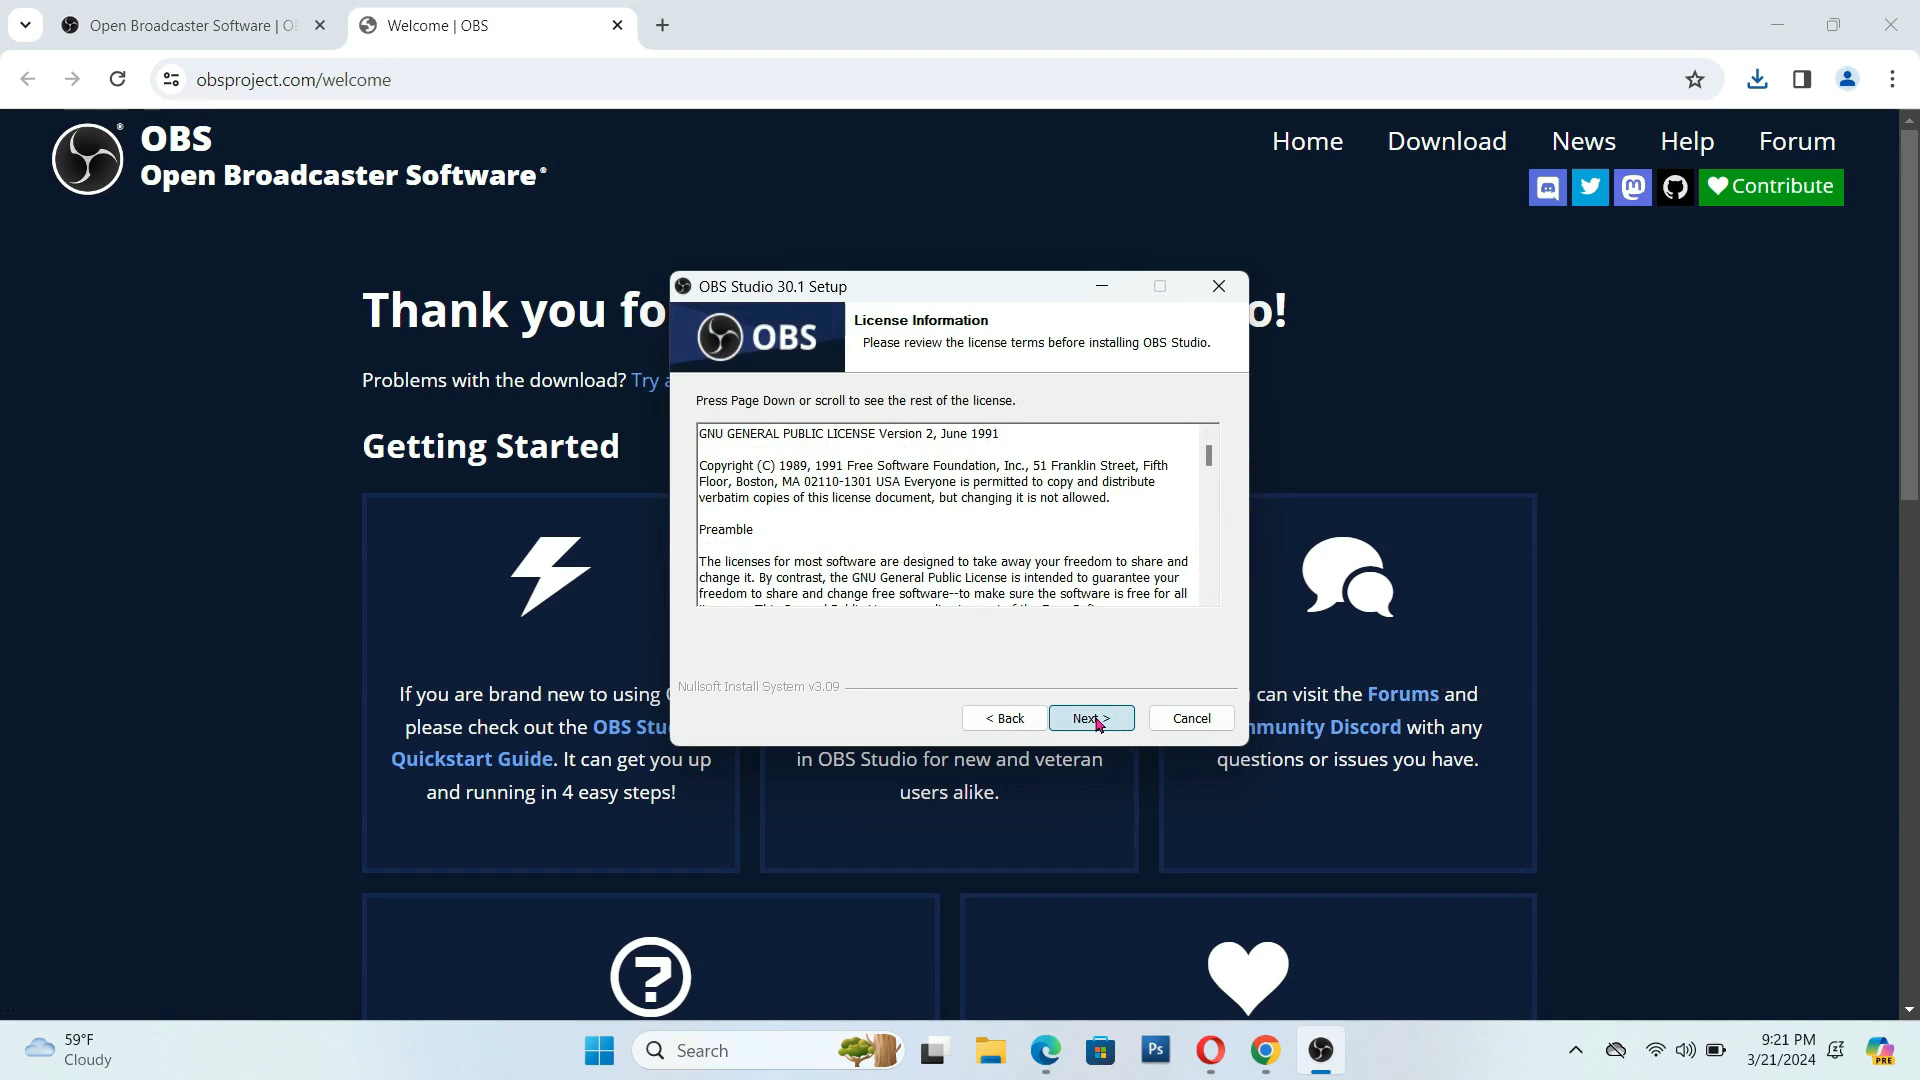 Open Broadcaster Software | O
Welcome | OBS
obsproject.com/welcome
OBS
Open Broadcaster Software
Home
Download
News
Help
Forum
Contribute
Thank you fo
o!
Problems with the download? Try a
Getting Started
If you are brand new to using
please check out the OBS Stu
Quickstart Guide. It can get you up
and running in 4 easy steps!
in OBS Studio for new and veteran
users alike.
can visit the Forums and
mmunity Discord with any
questions or issues you have.
OBS Studio 30.1 Setup
OBS
License Information
Please review the license terms before installing OBS Studio.
Press Page Down or scroll to see the rest of the license.
GNU GENERAL PUBLIC LICENSE Version 2, June 1991
Copyright (C) 1989, 1991 Free Software Foundation, Inc., 51 Franklin Street, Fifth
Floor, Boston, MA 02110-1301 USA Everyone is permitted to copy and distribute
verbatim copies of this license document, but changing it is not allowed.
Preamble
The licenses for most software are designed to take away your freedom to share and
change it. By contrast, the GNU General Public License is intended to guarantee your
freedom to share and change free software--to make sure the software is free for all
Nullsoft Install System v3.09
< Back
Next >
Cancel
59°F
Cloudy
Search
Ps
9:21 PM
3/21/2024
PRE